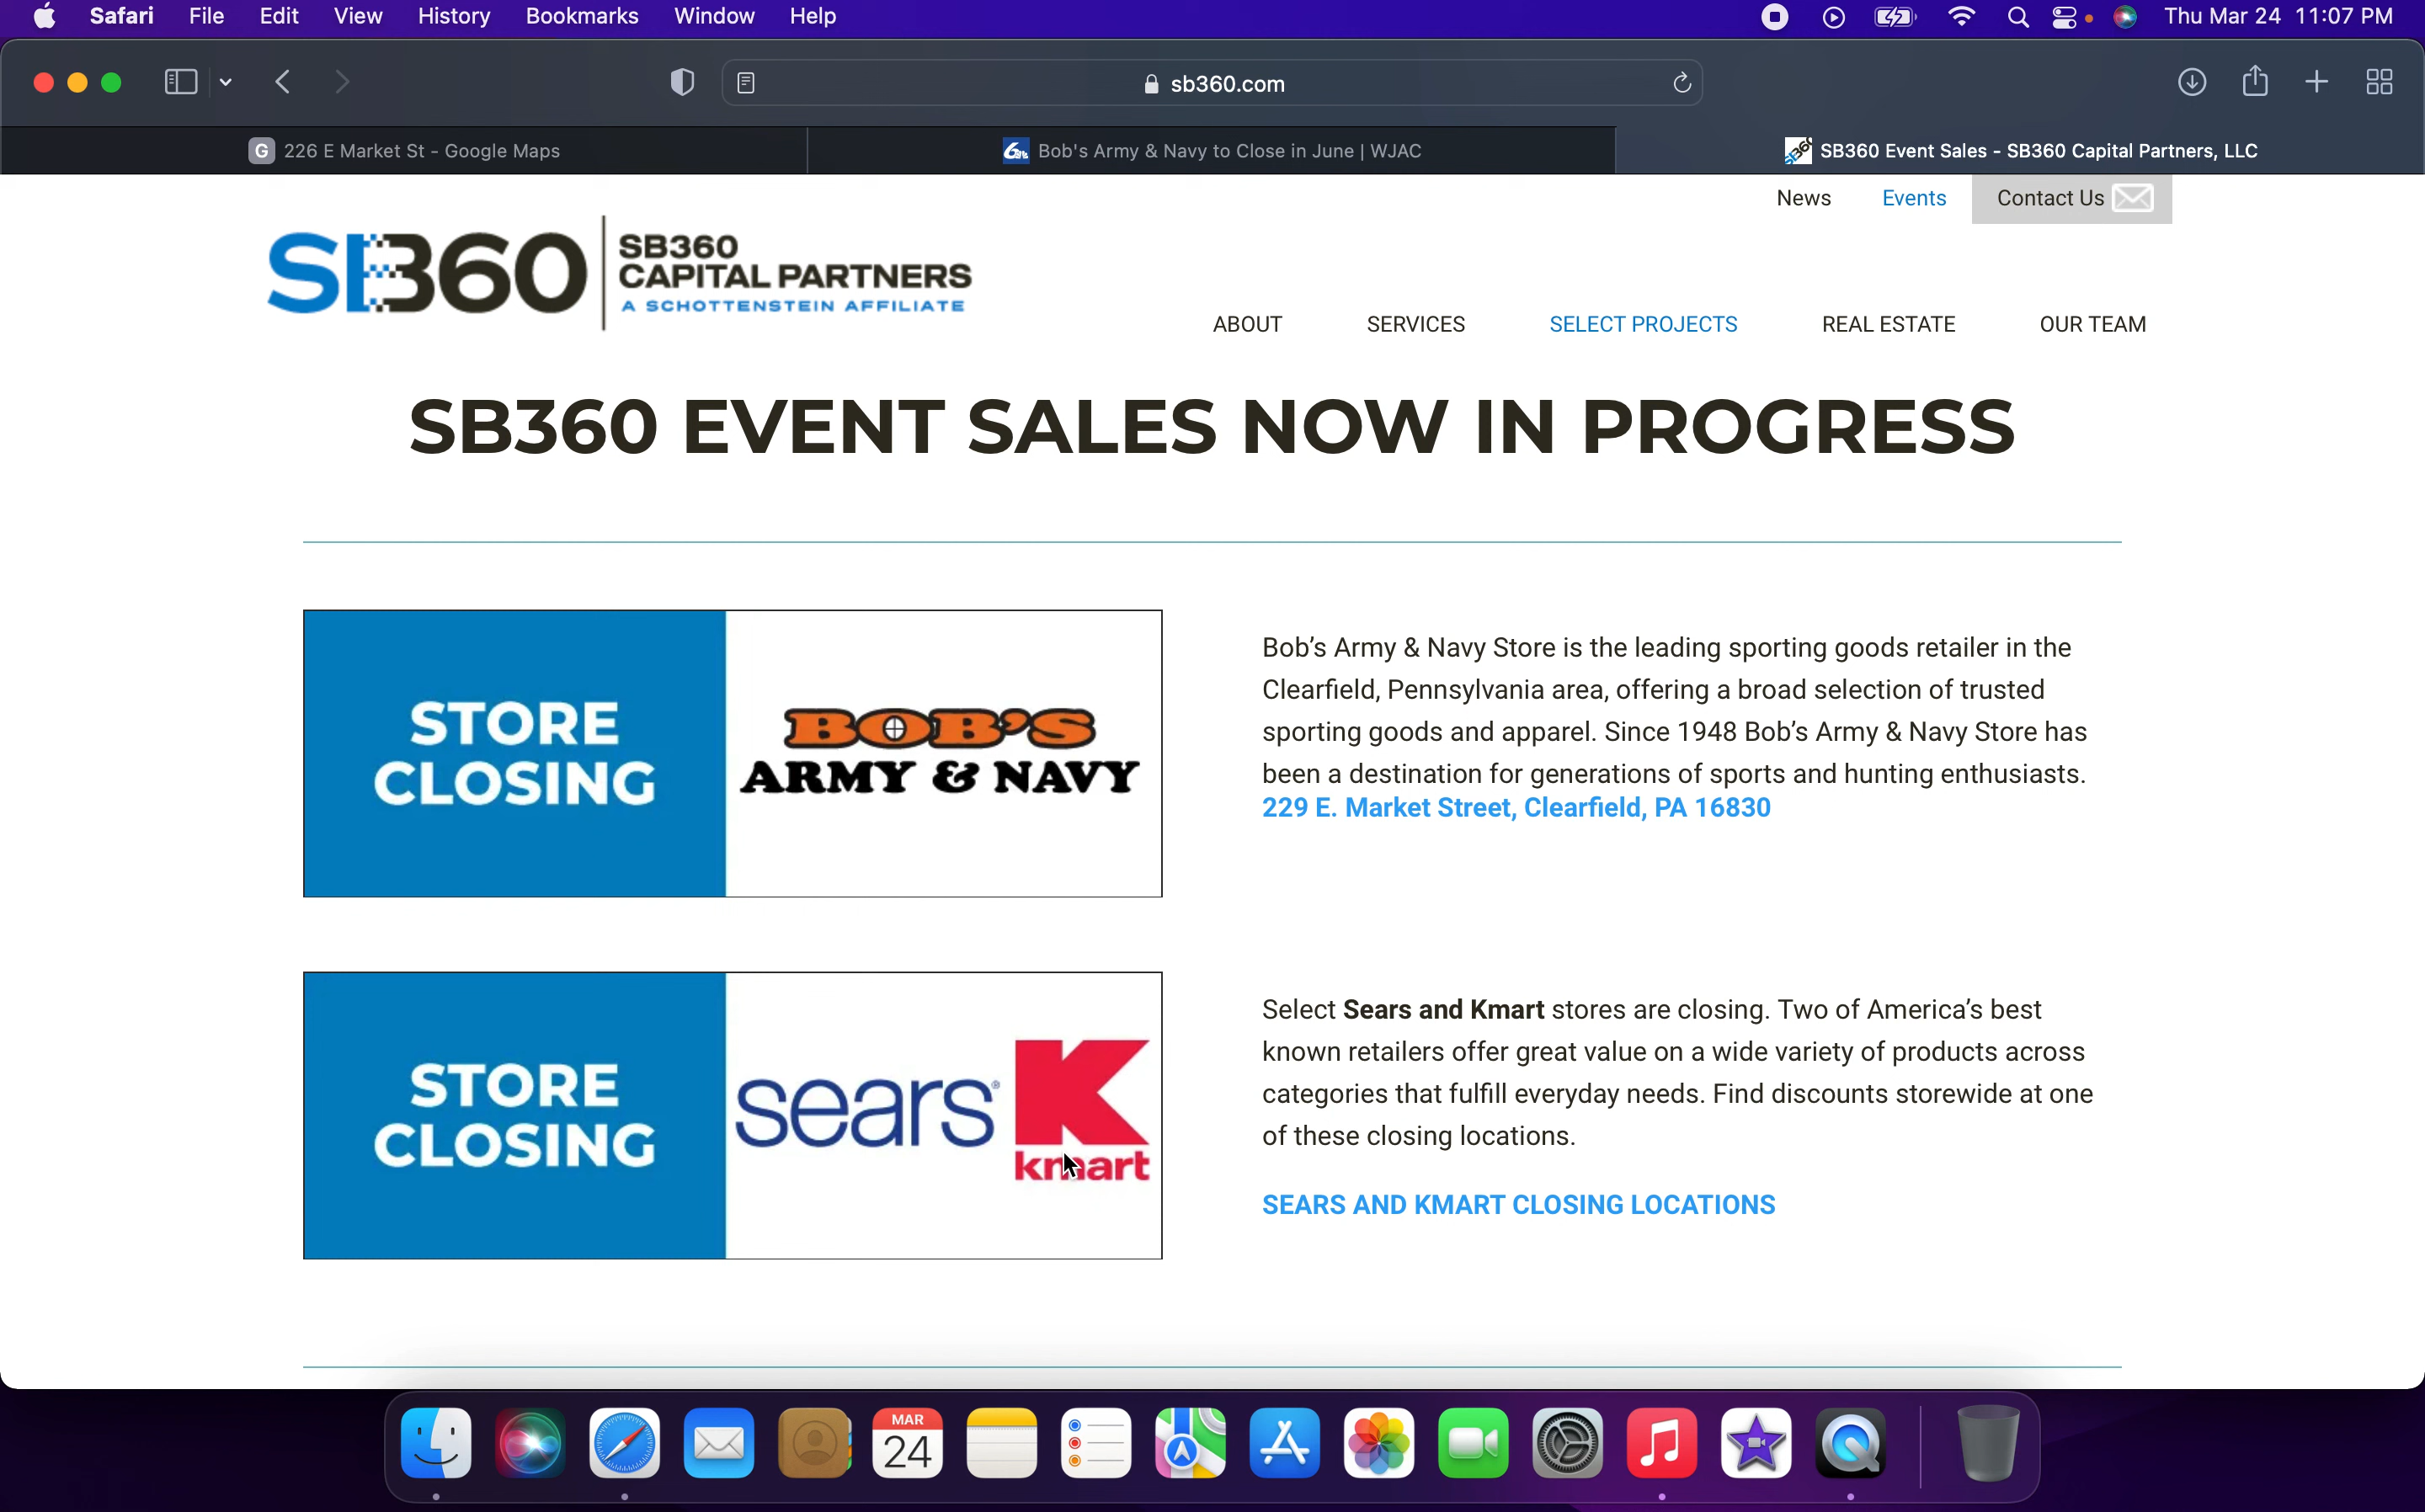 Safari File Edit View History Bookmarks Window Help Thu Mar 24 11:07 PM
sb360.com
G 226 E Market St - Google Maps
6 Bob's Army & Navy to Close in June | WJAC
SB360 SB360 Event Sales - SB360 Capital Partners, LLC
News Events Contact Us
SB360
SB360
CAPITAL PARTNERS
A SCHOTTENSTEIN AFFILIATE
ABOUT SERVICES SELECT PROJECTS REAL ESTATE OUR TEAM
SB360 EVENT SALES NOW IN PROGRESS
STORE
CLOSING
BOB'S
ARMY & NAVY
Bob’s Army & Navy Store is the leading sporting goods retailer in the
Clearfield, Pennsylvania area, offering a broad selection of trusted
sporting goods and apparel. Since 1948 Bob’s Army & Navy Store has
been a destination for generations of sports and hunting enthusiasts.
229 E. Market Street, Clearfield, PA 16830
STORE
CLOSING
sears®
K
kmart
Select Sears and Kmart stores are closing. Two of America’s best
known retailers offer great value on a wide variety of products across
categories that fulfill everyday needs. Find discounts storewide at one
of these closing locations.
SEARS AND KMART CLOSING LOCATIONS
MAR
24